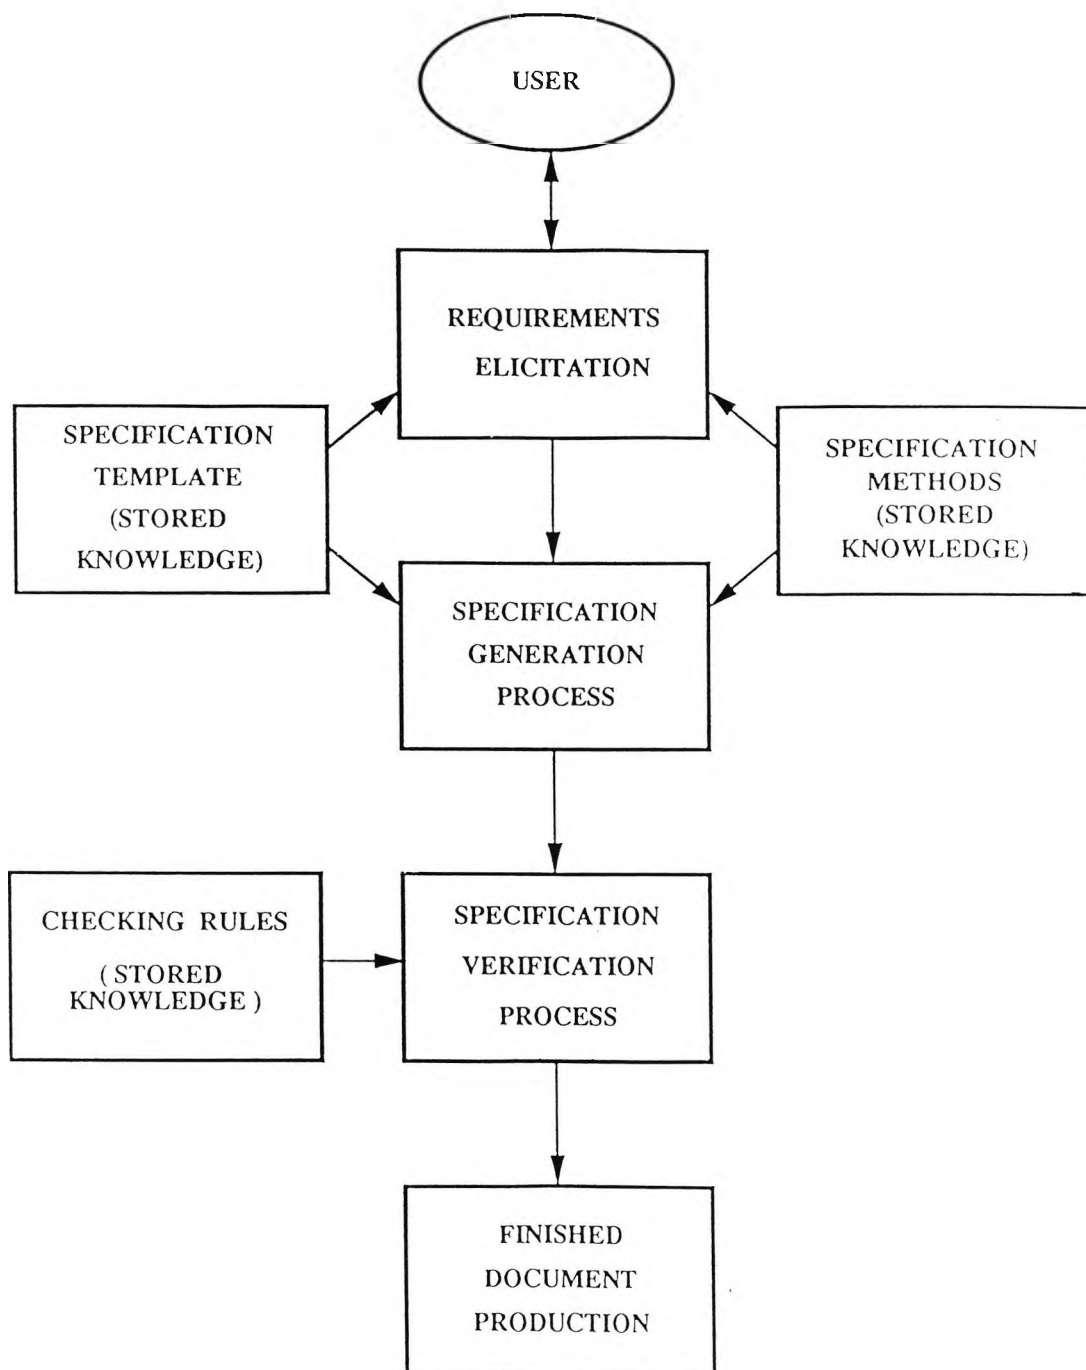 USER
REQUIREMENTS
ELICITATION
SPECIFICATION
TEMPLATE
(STORED
KNOWLEDGE)
SPECIFICATION
METHODS
(STORED
KNOWLEDGE)
SPECIFICATION
GENERATION
PROCESS
CHECKING RULES
(STORED
KNOWLEDGE)
SPECIFICATION
VERIFICATION
PROCESS
FINISHED
DOCUMENT
PRODUCTION